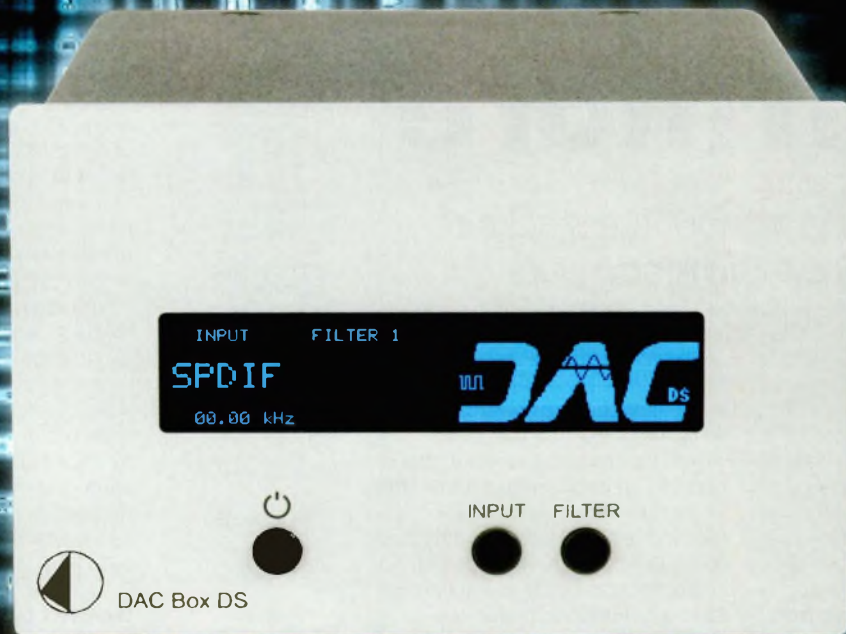 INPUT FILTER 1
SPDIF
00.00 kHz
DAC
DS
INPUT FILTER
DAC Box DS